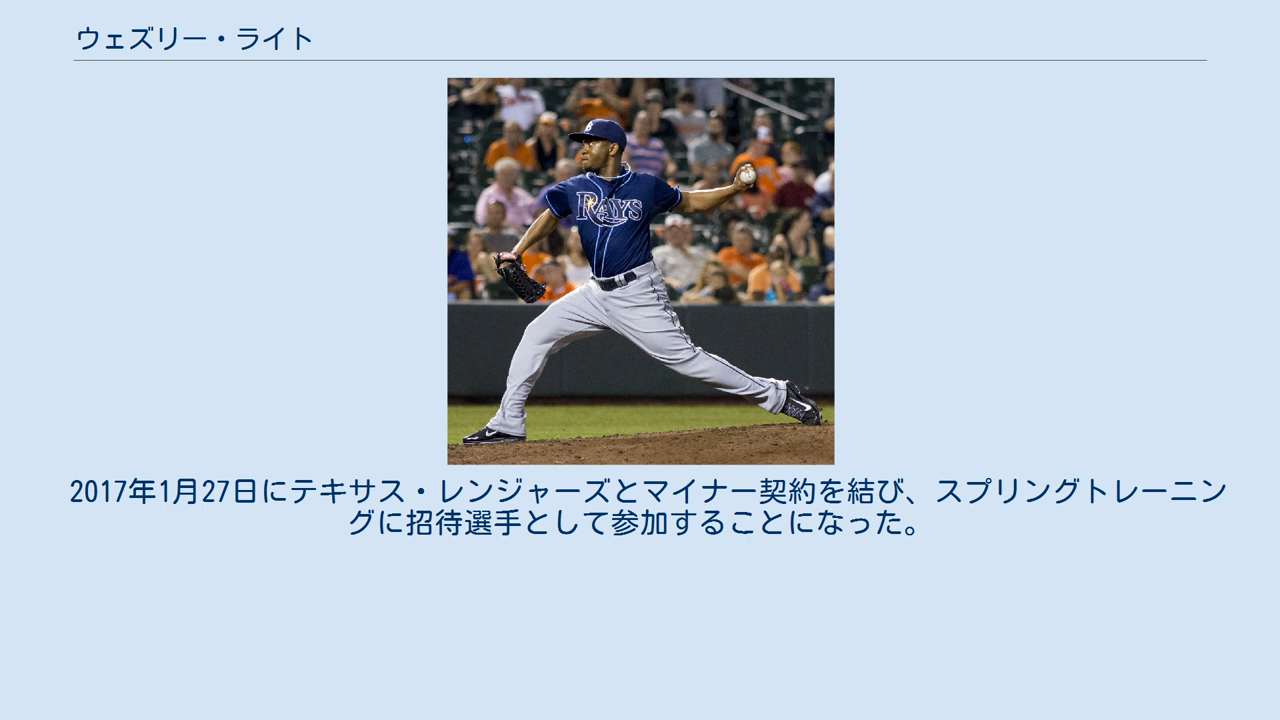 ウェズリー・ライト
RAYS
2017年1月27日にテキサス・レンジャーズとマイナー契約を結び、スプリングトレーニン
グに招待選手として参加することになった。